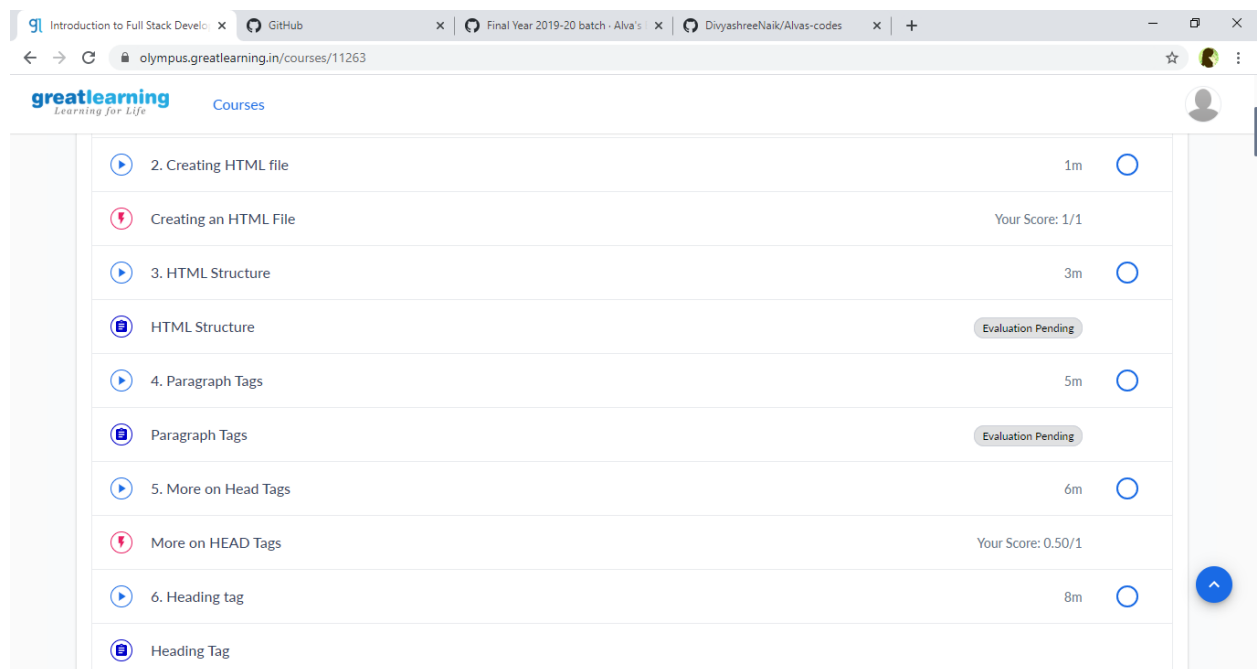 Introduction to Full Stack Develo
GitHub
Final Year 2019-20 batch · Alva's
DivyashreeNaik/Alvas-codes
olympus.greatlearning.in/courses/11263
greatlearning
Learning for Life
Courses
2. Creating HTML file 1m
Creating an HTML File Your Score: 1/1
3. HTML Structure 3m
HTML Structure Evaluation Pending
4. Paragraph Tags 5m
Paragraph Tags Evaluation Pending
5. More on Head Tags 6m
More on HEAD Tags Your Score: 0.50/1
6. Heading tag 8m
Heading Tag